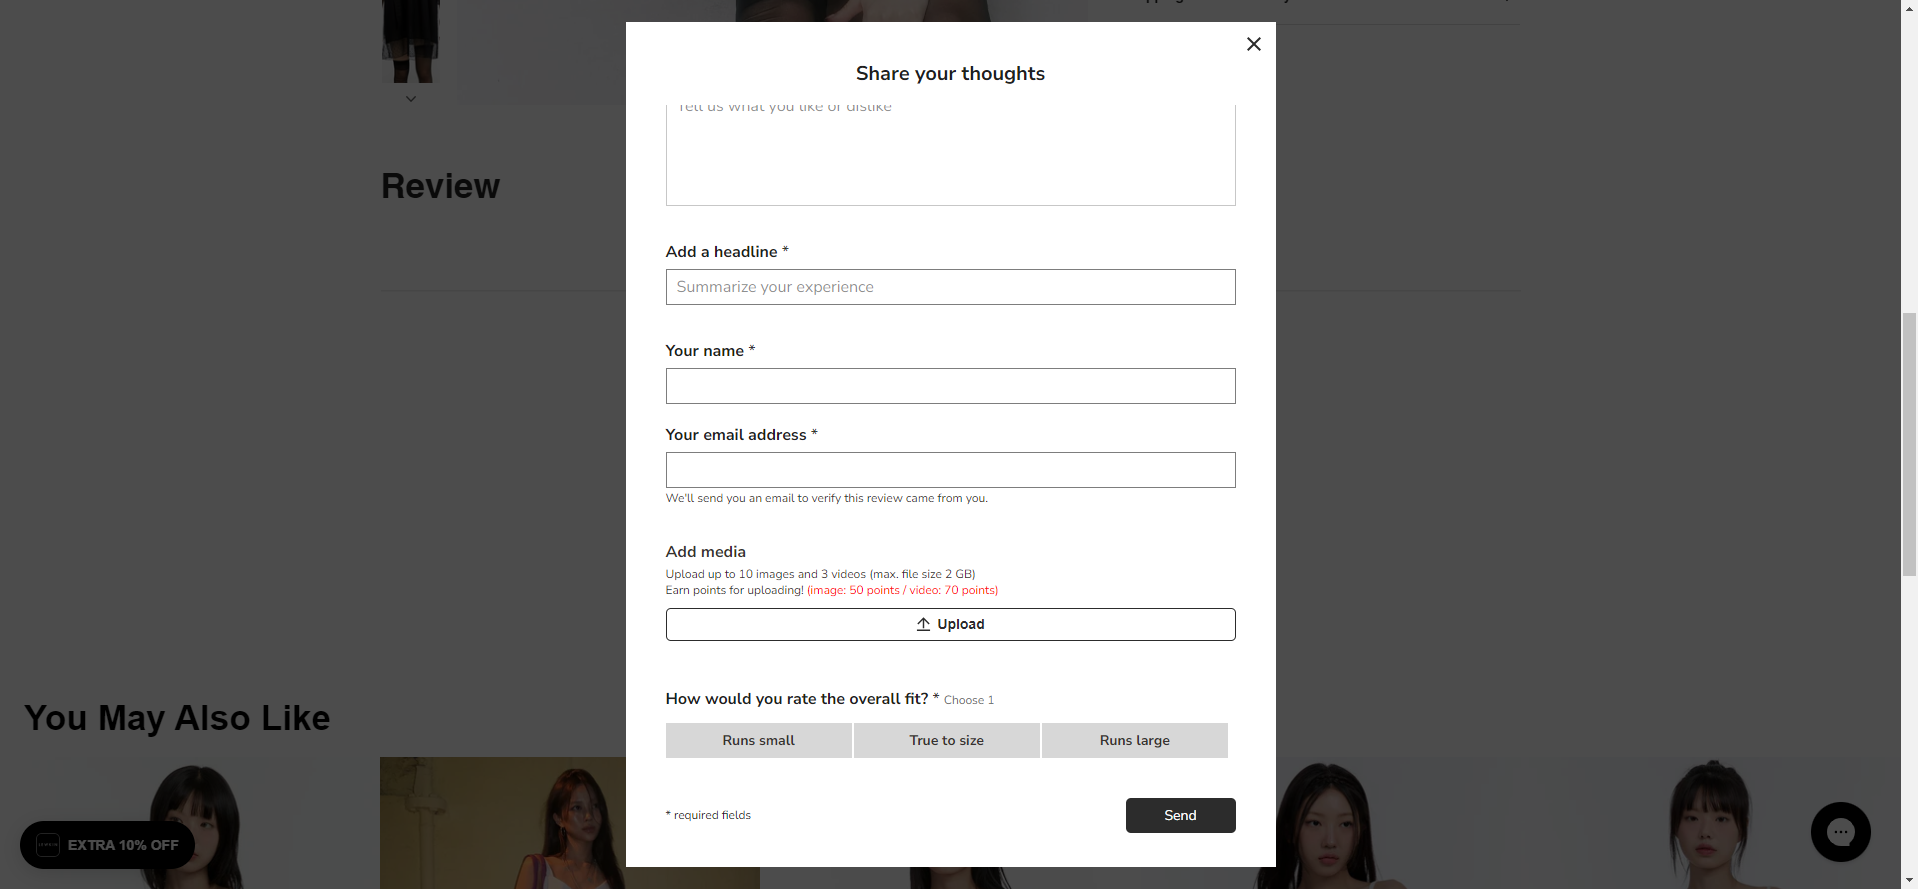 Share your thoughts
Tell us what you like or dislike
Review
Add a headline *
Summarize your experience
Your name *
Your email address *
We'll send you an email to verify this review came from you.
Add media
Upload up to 10 images and 3 videos (max. file size 2 GB)
Earn points for uploading! (image: 50 points / video: 70 points)
Upload
How would you rate the overall fit? * Choose 1
Runs small
True to size
Runs large
* required fields
Send
You May Also Like
EXTRA 10% OFF